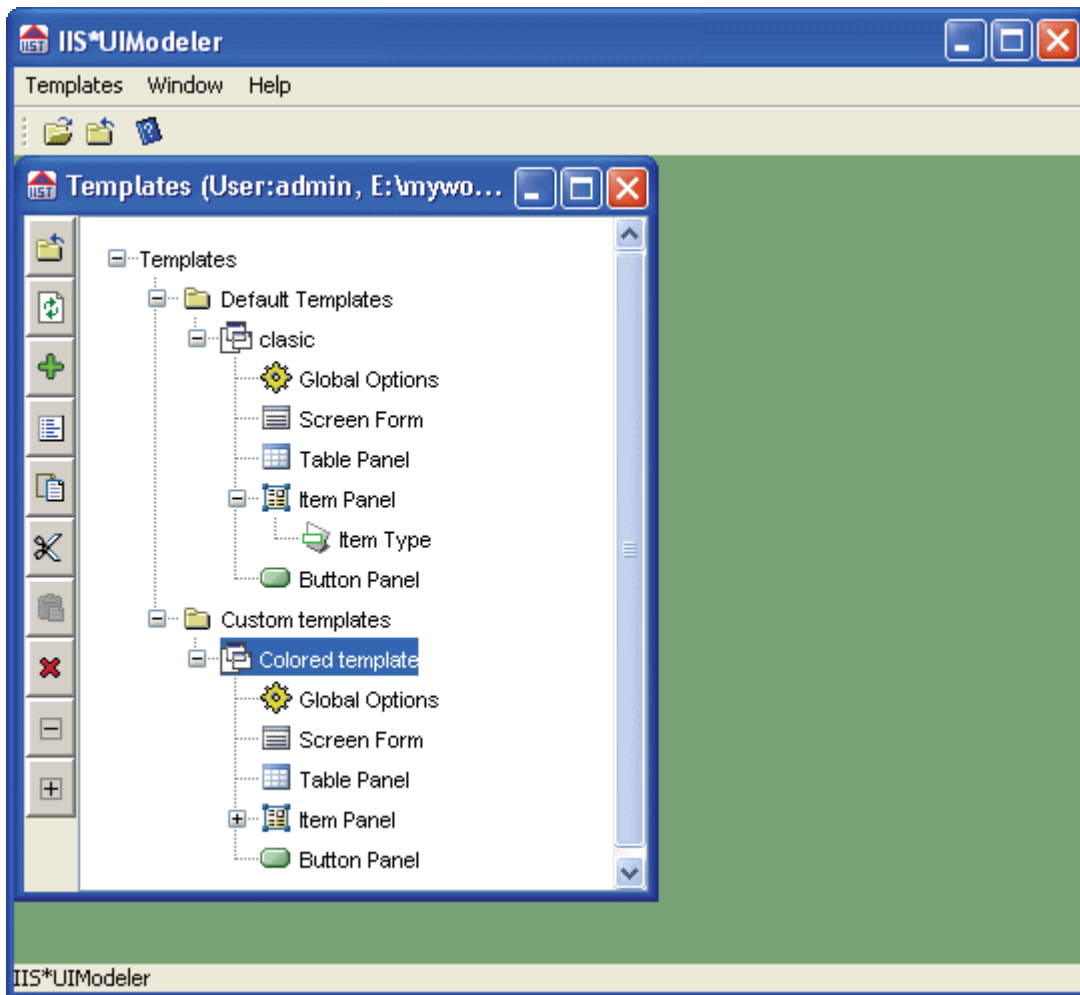 IIS*UIModeler
Templates Window Help
Templates (User:admin, E:\mywo...
Templates
Default Templates
clasic
Global Options
Screen Form
Table Panel
Item Panel
Item Type
Button Panel
Custom templates
Colored template
Global Options
Screen Form
Table Panel
Item Panel
Button Panel
IIS*UIModeler